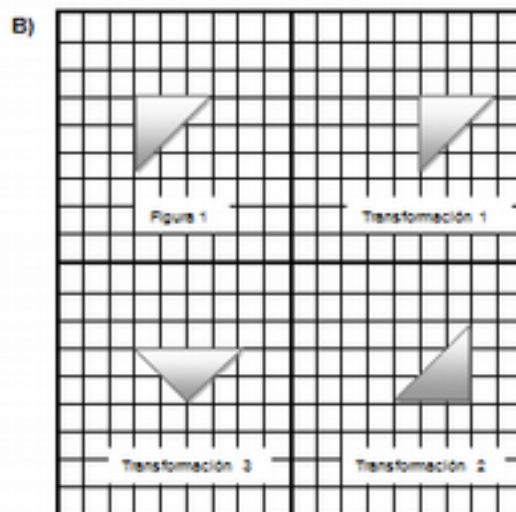 B)
Figura 1
Transformación 1
Transformación 3
Transformación 2